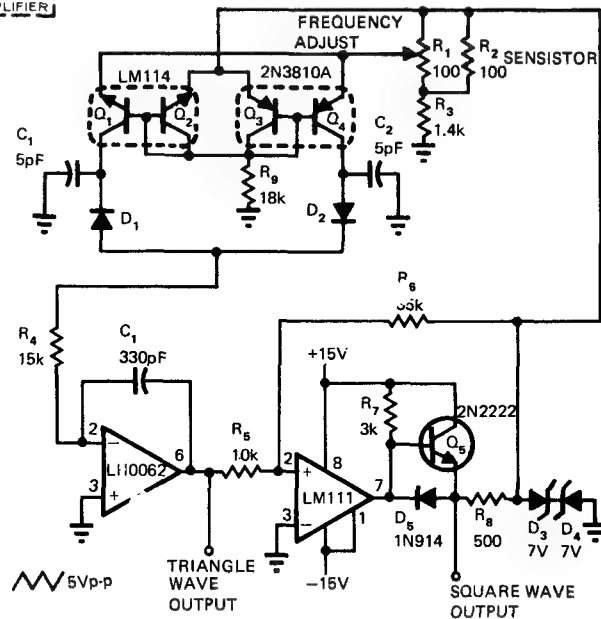 PLIFIER
FREQUENCY
ADJUST
R1
100
R2
100
SENSISTOR
LM114
2N3810A
Q1
Q2
Q3
Q4
R3
1.4k
C1
5pF
C2
5pF
R9
18k
D1
D2
R6
R4
15k
C1
330pF
+15V
R7
3k
2N2222
Q5
R5
10k
2
6
3
LH0062
2
8
7
3
1
LM111
D5
1N914
R8
500
D3
7V
D4
7V
-15V
5Vp-p
TRIANGLE
WAVE
OUTPUT
SQUARE WAVE
OUTPUT